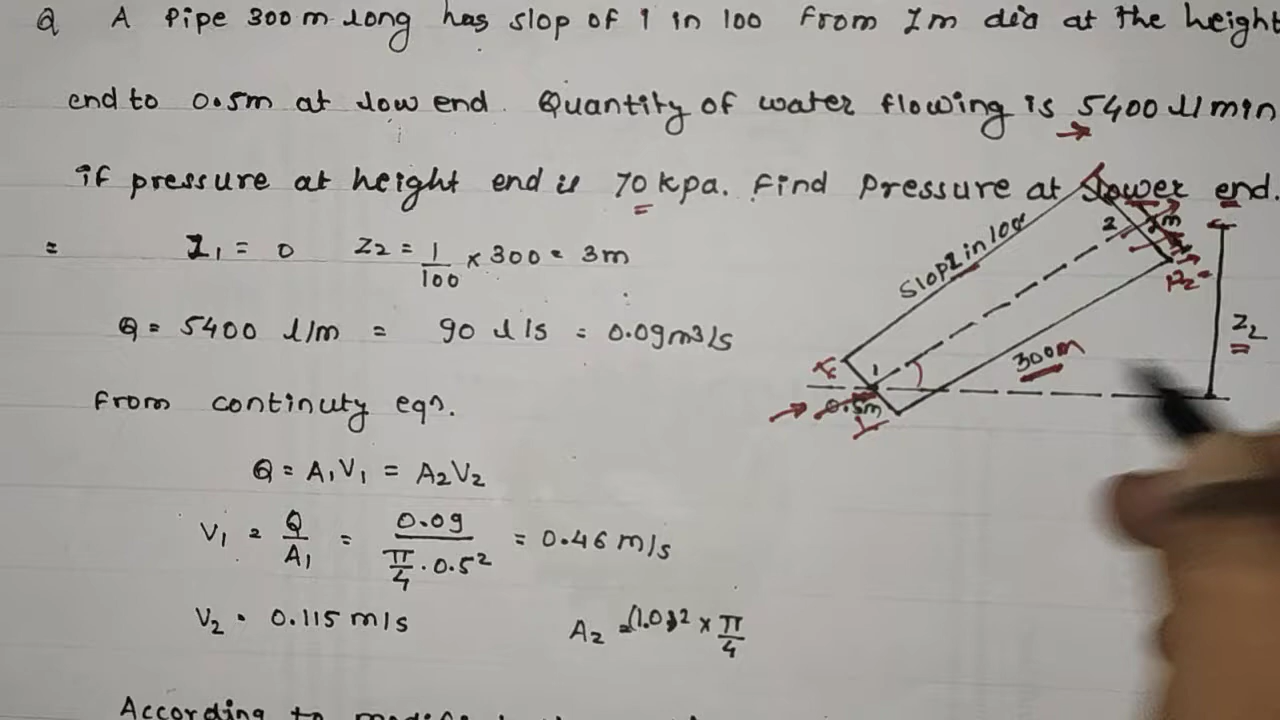 Q A Pipe 300 m long has slop of 1 in 100 From 1m dia at the height
end to 0.5m at low end. Quantity of water flowing is 5400 l/min
if pressure at height end is 70 kpa. Find Pressure at lower end.
= Z₁ = 0 Z₂ = 1/100 × 300 = 3m
Q = 5400 l/m = 90 l/s = 0.09m³/s
From continuty eqn.
Q = A₁V₁ = A₂V₂
V₁ = Q/A₁ = 0.09/(π/4 · 0.5²) = 0.46 m/s
V₂ = 0.115 m/s A₂ = (1.0)² × π/4
According to
Slop 1 in 100
2
1m
P₂ =
Z₂
300m
1
0.5m